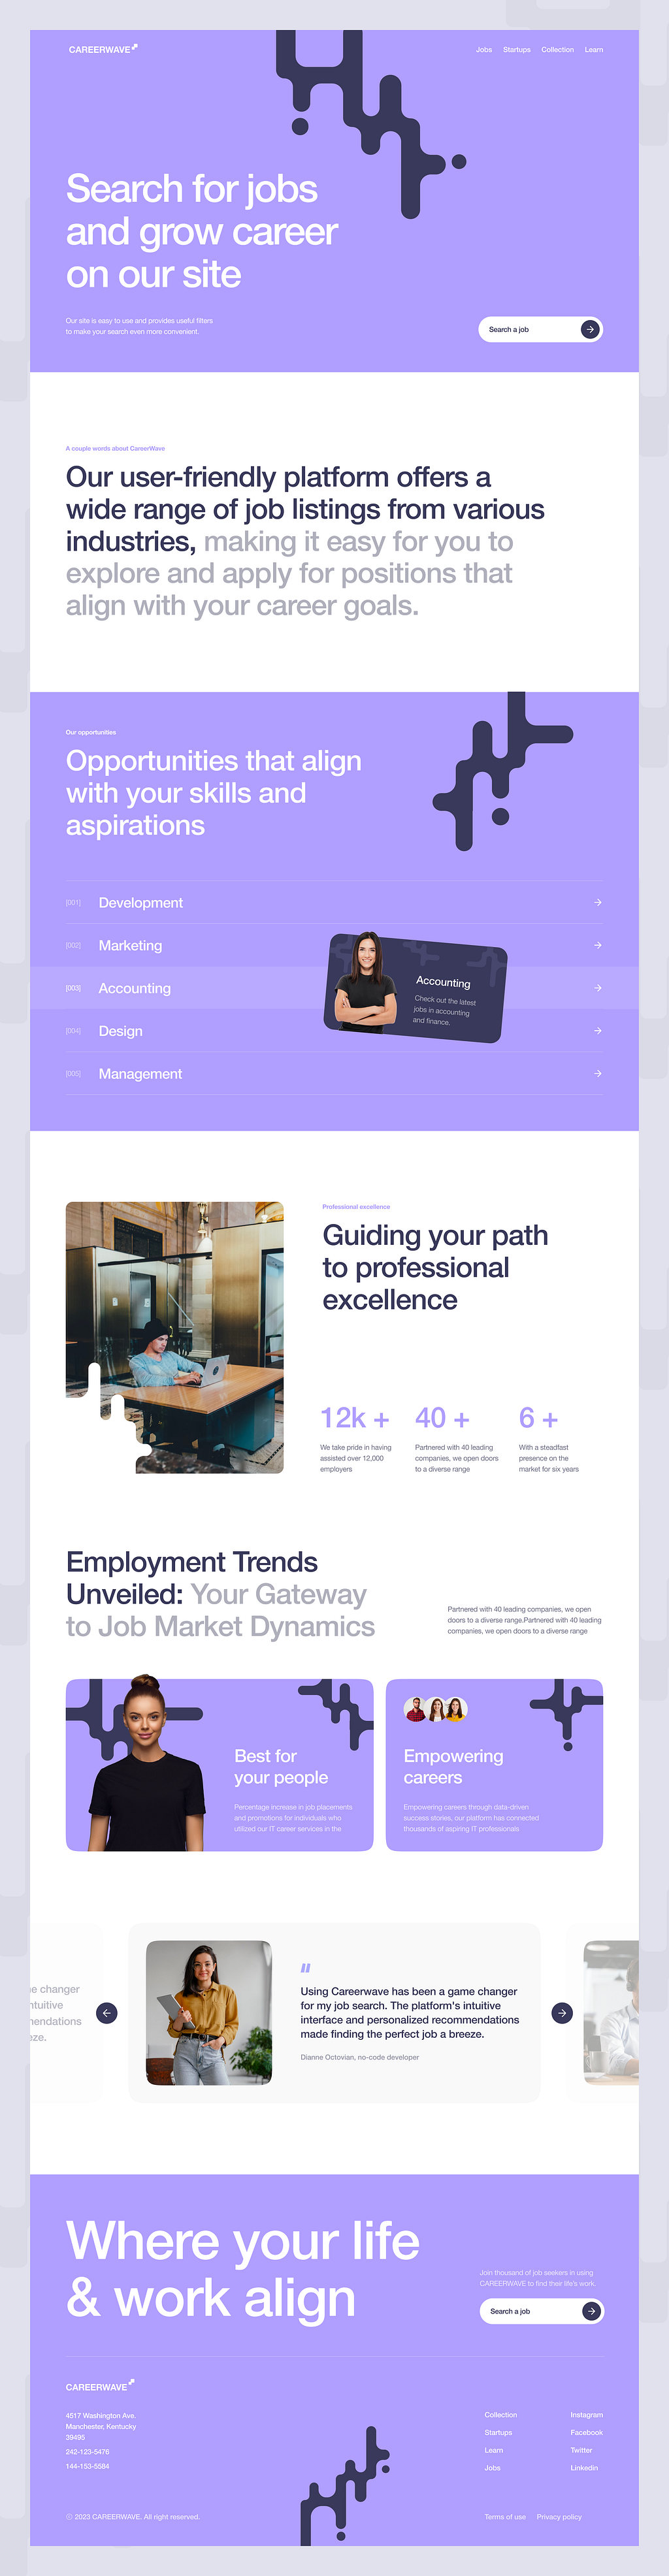 CAREERWAVE
Jobs Startups Collection Learn
Search for jobs
and grow career
on our site
Our site is easy to use and provides useful filters
to make your search even more convenient.
Search a job
A couple words about CareerWave
Our user-friendly platform offers a
wide range of job listings from various
industries, making it easy for you to
explore and apply for positions that
align with your career goals.
Our opportunities
Opportunities that align
with your skills and
aspirations
[001] Development
[002] Marketing
[003] Accounting
[004] Design
[005] Management
Accounting
Check out the latest
jobs in accounting
and finance.
Professional excellence
Guiding your path
to professional
excellence
12k +
We take pride in having
assisted over 12,000
employers
40 +
Partnered with 40 leading
companies, we open doors
to a diverse range
6 +
With a steadfast
presence on the
market for six years
Employment Trends
Unveiled: Your Gateway
to Job Market Dynamics
Partnered with 40 leading companies, we open
doors to a diverse range.Partnered with 40 leading
companies, we open doors to a diverse range
Best for
your people
Percentage increase in job placements
and promotions for individuals who
utilized our IT career services in the
Empowering
careers
Empowering careers through data-driven
success stories, our platform has connected
thousands of aspiring IT professionals
e changer
ntuitive
nendations
eze.
"
Using Careerwave has been a game changer
for my job search. The platform's intuitive
interface and personalized recommendations
made finding the perfect job a breeze.
Dianne Octovian, no-code developer
Where your life
& work align
Join thousand of job seekers in using
CAREERWAVE to find their life's work.
Search a job
CAREERWAVE
4517 Washington Ave.
Manchester, Kentucky
39495
242-123-5476
144-153-5584
Collection
Startups
Learn
Jobs
Instagram
Facebook
Twitter
Linkedin
© 2023 CAREERWAVE. All right reserved.
Terms of use Privacy policy